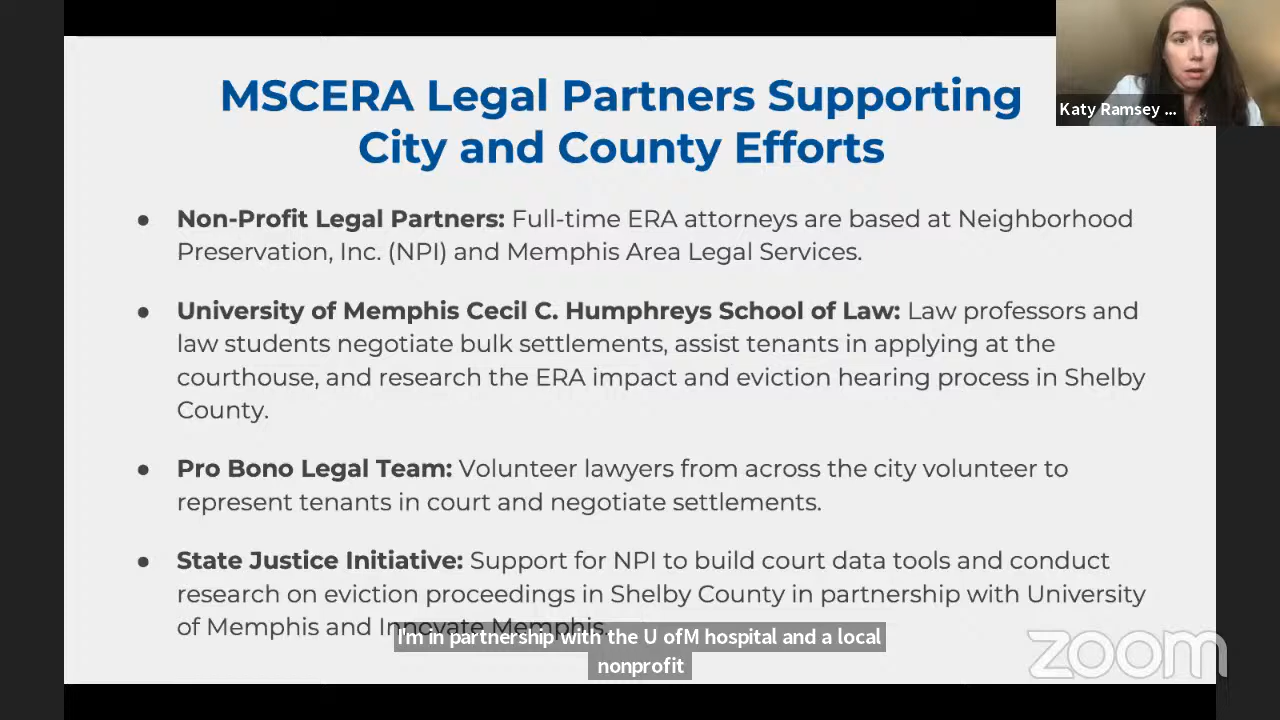 MSCERA Legal Partners Supporting
City and County Efforts
Katy Ramsey ...
● Non-Profit Legal Partners: Full-time ERA attorneys are based at Neighborhood
Preservation, Inc. (NPI) and Memphis Area Legal Services.
● University of Memphis Cecil C. Humphreys School of Law: Law professors and
law students negotiate bulk settlements, assist tenants in applying at the
courthouse, and research the ERA impact and eviction hearing process in Shelby
County.
● Pro Bono Legal Team: Volunteer lawyers from across the city volunteer to
represent tenants in court and negotiate settlements.
● State Justice Initiative: Support for NPI to build court data tools and conduct
research on eviction proceedings in Shelby County in partnership with University
of Memphis and Innovate Memphis.
I'm in partnership with the U ofM hospital and a local
nonprofit
zoom